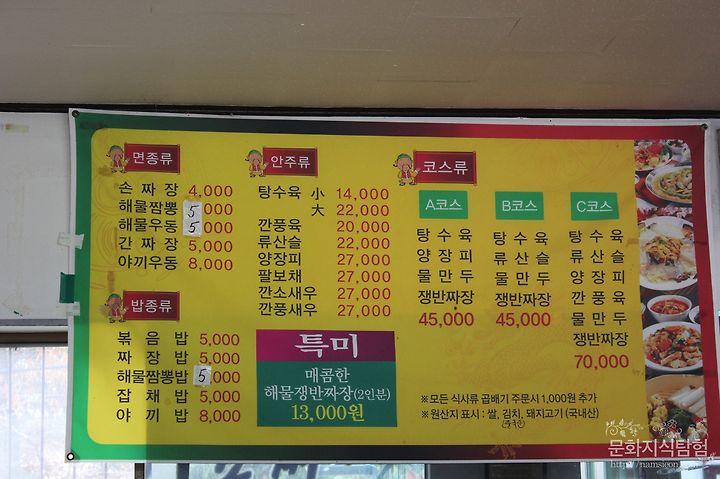 면종류
손짜장 4,000
해물짬뽕 5,000
해물우동 5,000
간짜장 5,000
야끼우동 8,000
밥종류
볶음밥 5,000
짜장밥 5,000
해물짬뽕밥 5,000
잡채밥 5,000
야끼밥 8,000
안주류
탕수육 小 14,000
大 22,000
깐풍육 20,000
류산슬 22,000
양장피 27,000
팔보채 27,000
깐소새우 27,000
깐풍새우 27,000
특미
매콤한
해물쟁반짜장(2인분)
13,000원
코스류
A코스
탕수육
양장피
물만두
쟁반짜장
45,000
B코스
탕수육
류산슬
물만두
쟁반짜장
45,000
C코스
탕수육
류산슬
양장피
깐풍육
물만두
쟁반짜장
70,000
※모든 식사류 곱배기 주문시 1,000원 추가
※원산지 표시 : 쌀, 김치, 돼지고기 (국내산)
문화지식탐험